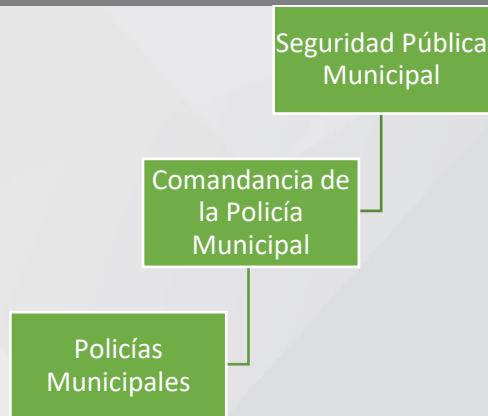 Seguridad Pública
Municipal
Comandancia de
la Policía
Municipal
Policías
Municipales